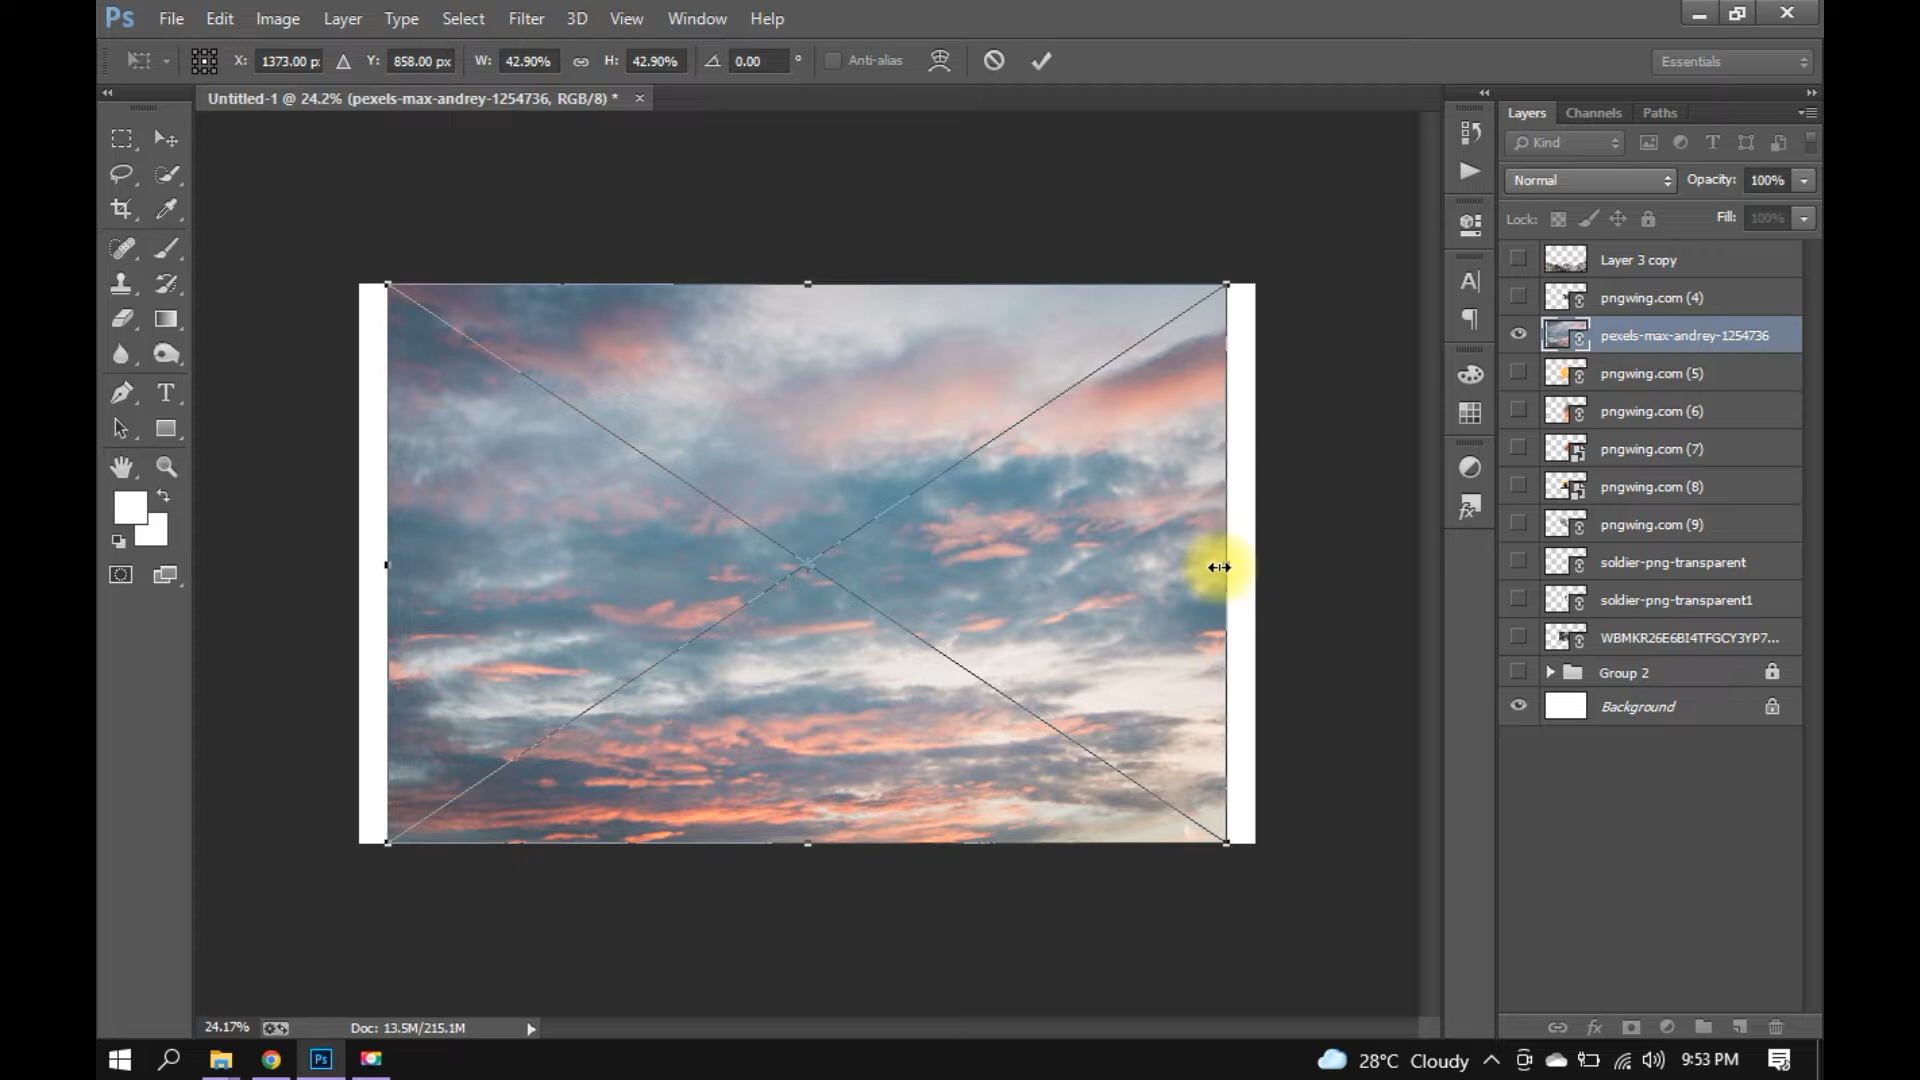 Ps File Edit Image Layer Type Select Filter 3D View Window Help
X: 1373.00 p Y: 858.00 px W: 42.90% H: 42.90% 0.00 ° Anti-alias Essentials
Untitled-1 @ 24.2% (pexels-max-andrey-1254736, RGB/8) * ×
Layers Channels Paths
Kind
Normal Opacity: 100%
Lock: Fill: 100%
Layer 3 copy
pngwing.com (4)
pexels-max-andrey-1254736
pngwing.com (5)
pngwing.com (6)
pngwing.com (7)
pngwing.com (8)
pngwing.com (9)
soldier-png-transparent
soldier-png-transparent1
WBMKR26E6BI4TFGCY3YP7...
Group 2
Background
24.17% Doc: 13.5M/215.1M
Ps 28°C Cloudy 9:53 PM